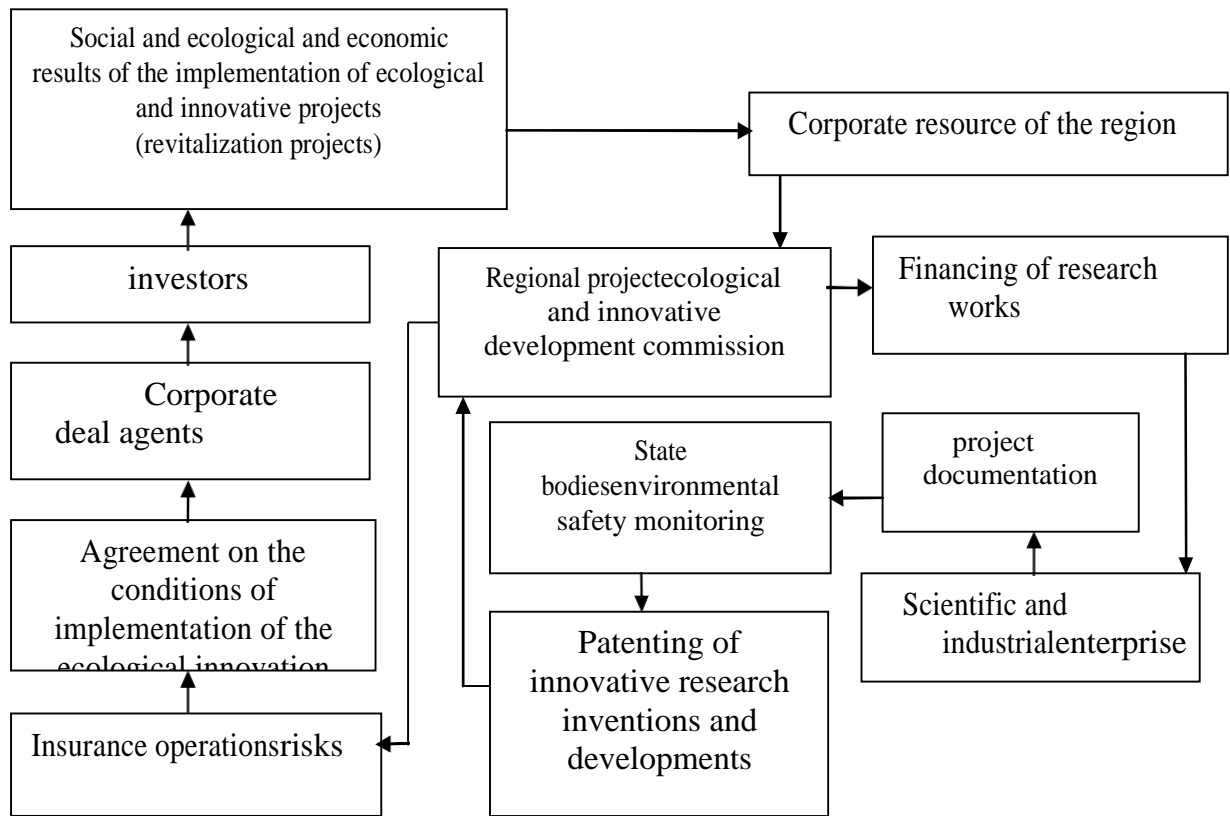 Social and ecological and economic
results of the implementation of ecological
and innovative projects
(revitalization projects)
Corporate resource of the region
investors
Regional projectecological
and innovative
development commission
Financing of research
works
Corporate
deal agents
State
bodiesenvironmental
safety monitoring
project
documentation
Agreement on the
conditions of
implementation of the
ecological innovation
Patenting of
innovative research
inventions and
developments
Scientific and
industrialenterprise
Insurance operationsrisks